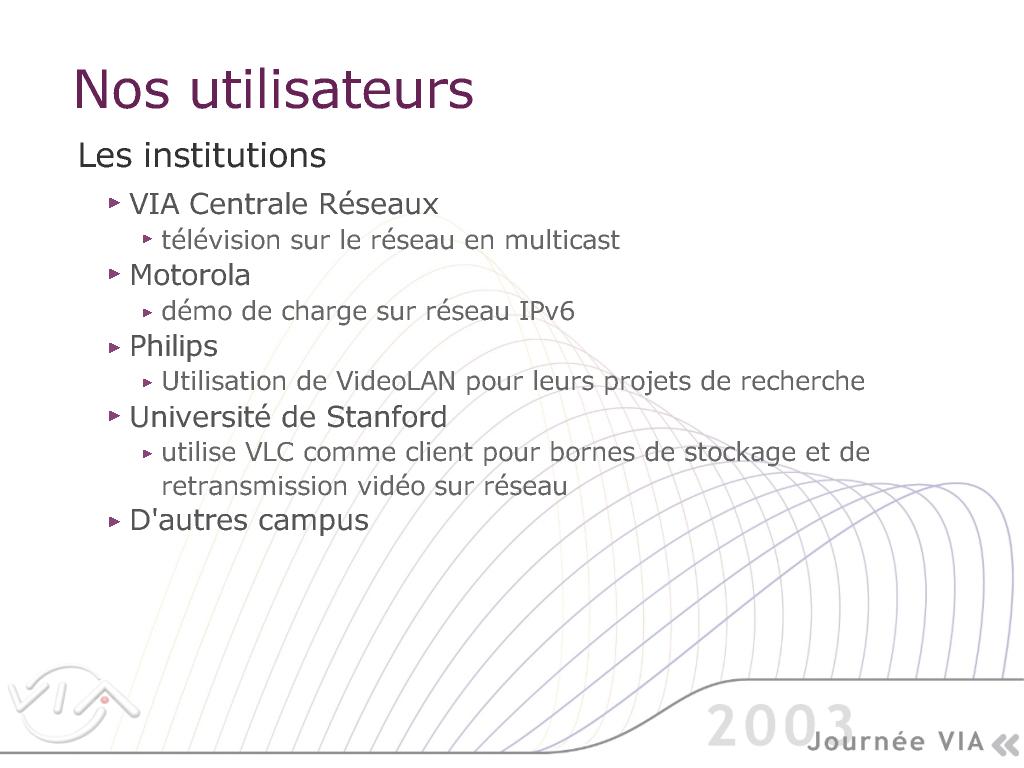 Nos utilisateurs
Les institutions
VIA Centrale Réseaux
télévision sur le réseau en multicast
Motorola
démo de charge sur réseau IPv6
Philips
Utilisation de VideoLAN pour leurs projets de recherche
Université de Stanford
utilise VLC comme client pour bornes de stockage et de
retransmission vidéo sur réseau
D'autres campus
VIA
2003
Journée VIA